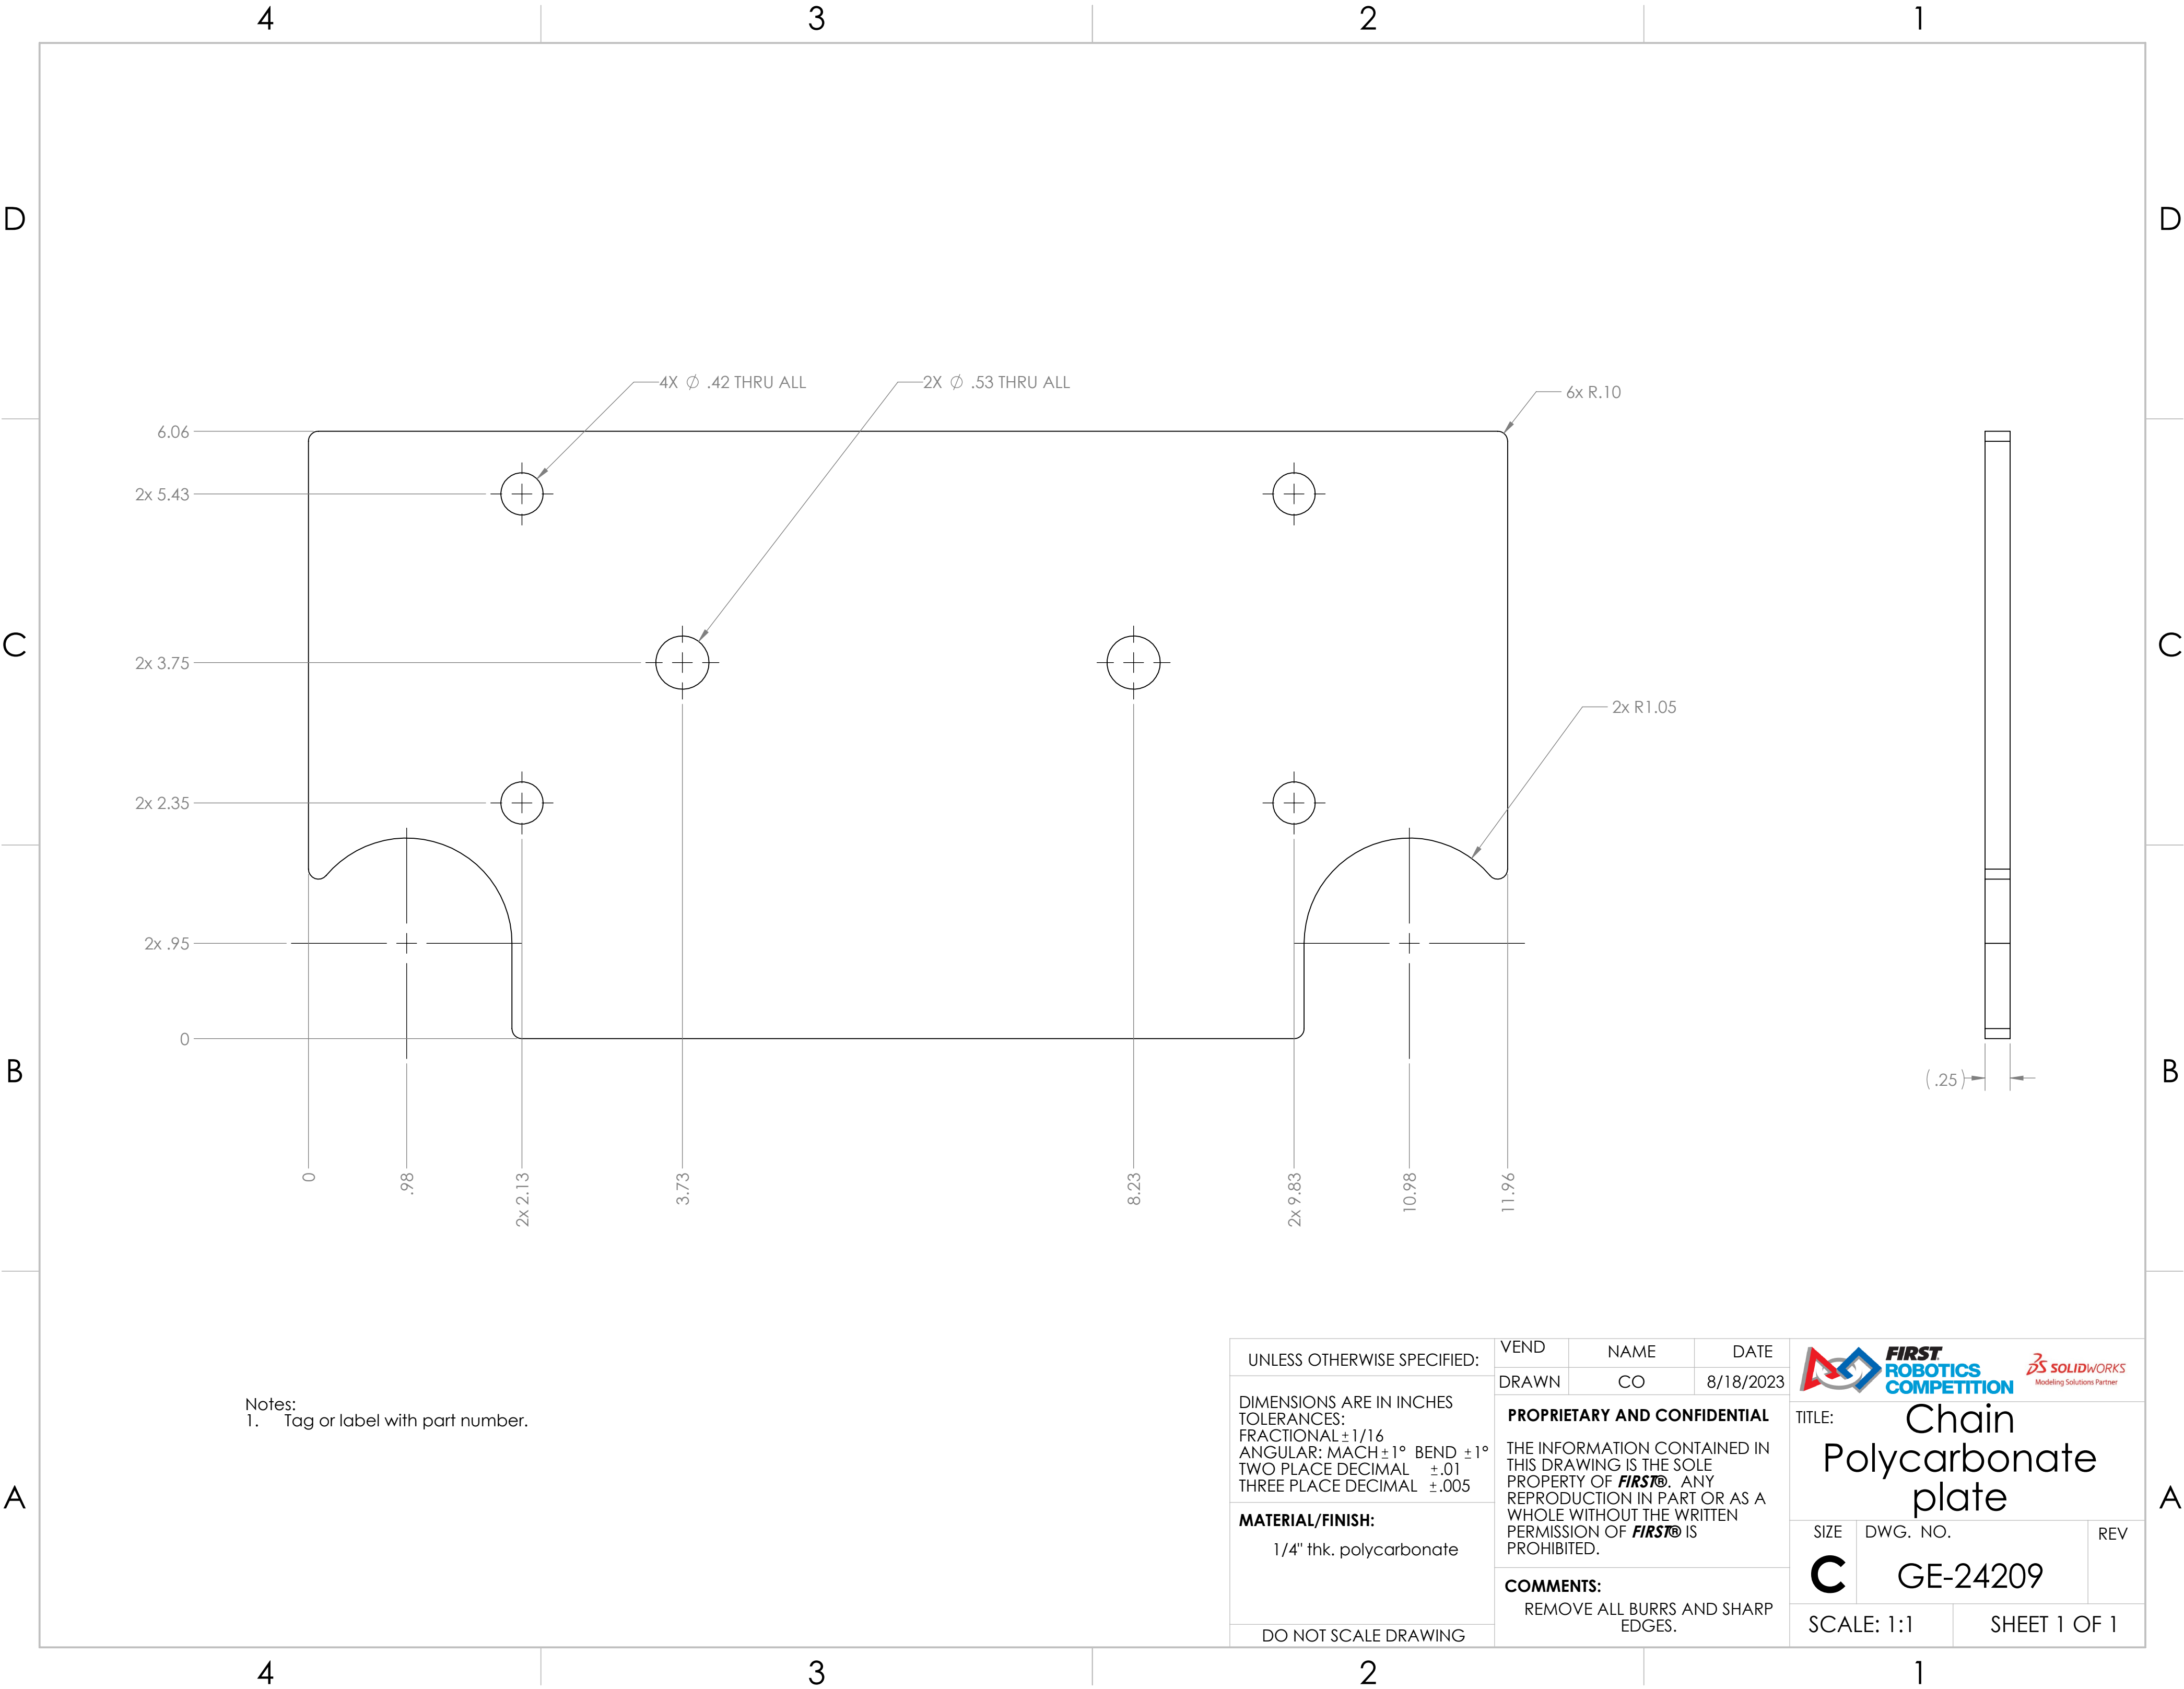 4 3 2 1
D D
4X ∅ .42 THRU ALL
2X ∅ .53 THRU ALL
6x R.10
6.06
2x 5.43
C C
2x 3.75
2x R1.05
2x 2.35
2x .95
0
B B
(.25)
0
.98
2x 2.13
3.73
8.23
2x 9.83
10.98
11.96
Notes:
1. Tag or label with part number.
UNLESS OTHERWISE SPECIFIED:
DIMENSIONS ARE IN INCHES
TOLERANCES:
FRACTIONAL ±1/16
ANGULAR: MACH ±1° BEND ±1°
TWO PLACE DECIMAL ±.01
THREE PLACE DECIMAL ±.005
MATERIAL/FINISH:
1/4" thk. polycarbonate
DO NOT SCALE DRAWING
VEND NAME DATE
DRAWN CO 8/18/2023
PROPRIETARY AND CONFIDENTIAL
THE INFORMATION CONTAINED IN
THIS DRAWING IS THE SOLE
PROPERTY OF FIRST®. ANY
REPRODUCTION IN PART OR AS A
WHOLE WITHOUT THE WRITTEN
PERMISSION OF FIRST® IS
PROHIBITED.
COMMENTS:
REMOVE ALL BURRS AND SHARP
EDGES.
FIRST
ROBOTICS
COMPETITION
SOLIDWORKS
Modeling Solutions Partner
TITLE:
Chain
Polycarbonate
plate
SIZE DWG. NO. REV
C GE-24209
SCALE: 1:1 SHEET 1 OF 1
A A
4 3 2 1